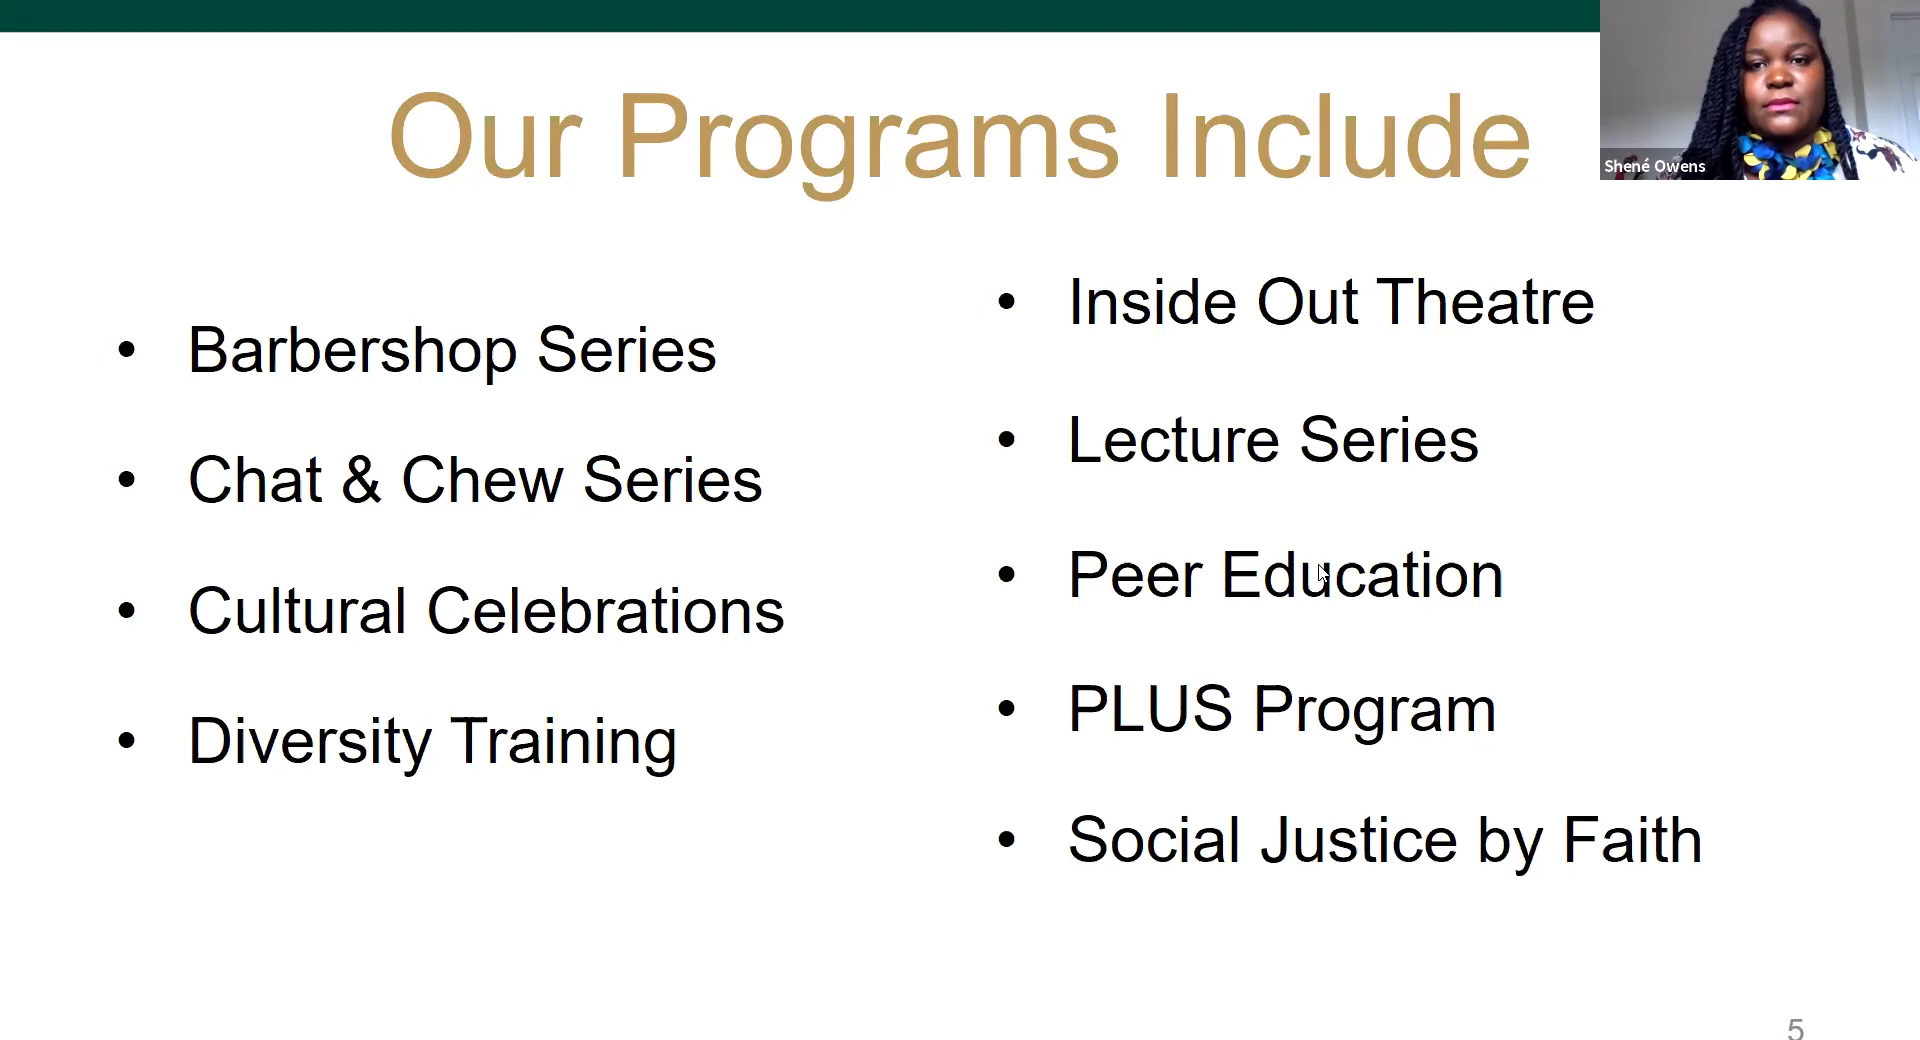 Our Programs Include
Shené Owens
• Barbershop Series
• Chat & Chew Series
• Cultural Celebrations
• Diversity Training
• Inside Out Theatre
• Lecture Series
• Peer Education
• PLUS Program
• Social Justice by Faith
5